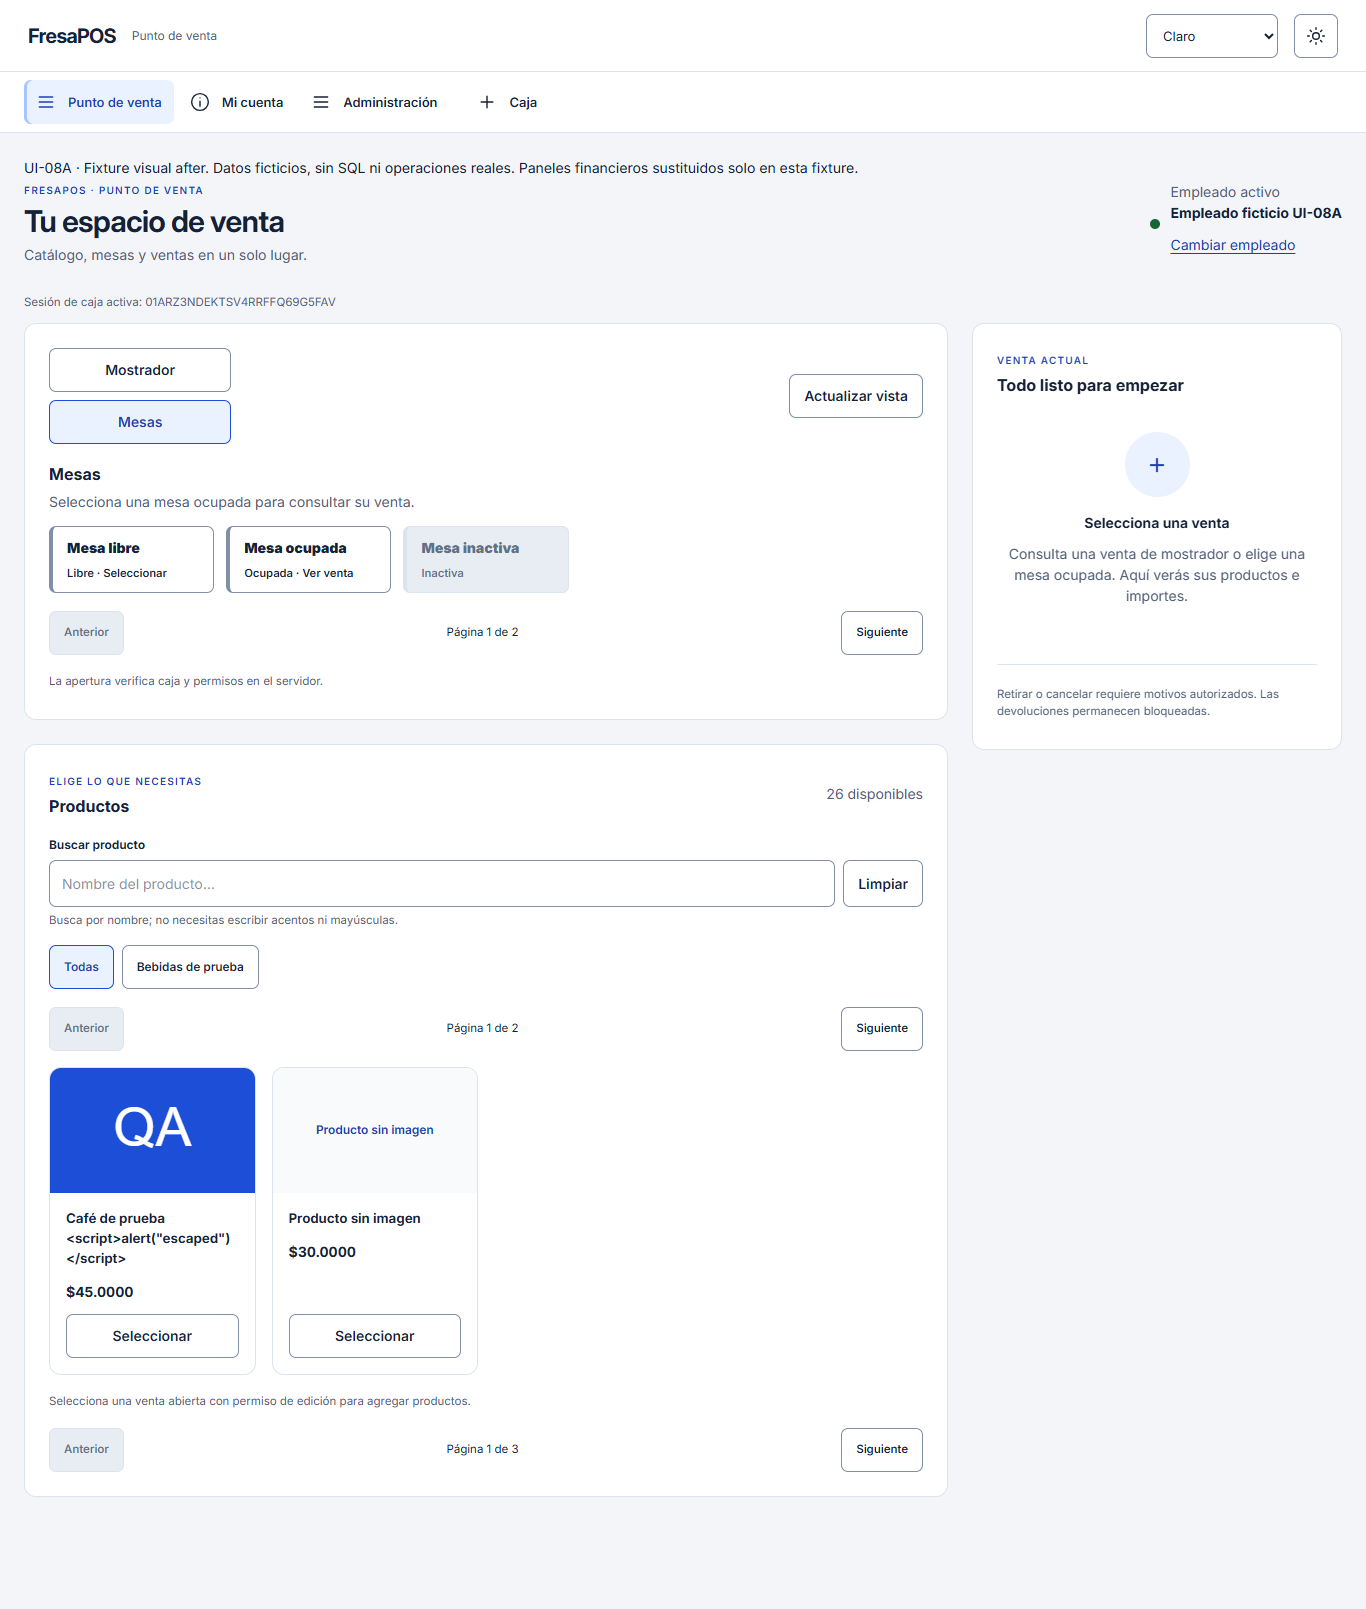 FresaPOS
Punto de venta
Claro
Punto de venta
Mi cuenta
Administración
Caja
UI-08A · Fixture visual after. Datos ficticios, sin SQL ni operaciones reales. Paneles financieros sustituidos solo en esta fixture.
FRESAPOS · PUNTO DE VENTA
Tu espacio de venta
Catálogo, mesas y ventas en un solo lugar.
Empleado activo
Empleado ficticio UI-08A
Cambiar empleado
Sesión de caja activa: 01ARZ3NDEKTSV4RRFFQ69G5FAV
Mostrador
Mesas
Actualizar vista
Mesas
Selecciona una mesa ocupada para consultar su venta.
Mesa libre
Libre · Seleccionar
Mesa ocupada
Ocupada · Ver venta
Mesa inactiva
Inactiva
Anterior
Página 1 de 2
Siguiente
La apertura verifica caja y permisos en el servidor.
VENTA ACTUAL
Todo listo para empezar
Selecciona una venta
Consulta una venta de mostrador o elige una
mesa ocupada. Aquí verás sus productos e
importes.
Retirar o cancelar requiere motivos autorizados. Las
devoluciones permanecen bloqueadas.
ELIGE LO QUE NECESITAS
Productos
26 disponibles
Buscar producto
Nombre del producto...
Limpiar
Busca por nombre; no necesitas escribir acentos ni mayúsculas.
Todas
Bebidas de prueba
Anterior
Página 1 de 2
Siguiente
QA
Café de prueba
<script>alert("escaped")
</script>
$45.0000
Seleccionar
Producto sin imagen
Producto sin imagen
$30.0000
Seleccionar
Selecciona una venta abierta con permiso de edición para agregar productos.
Anterior
Página 1 de 3
Siguiente